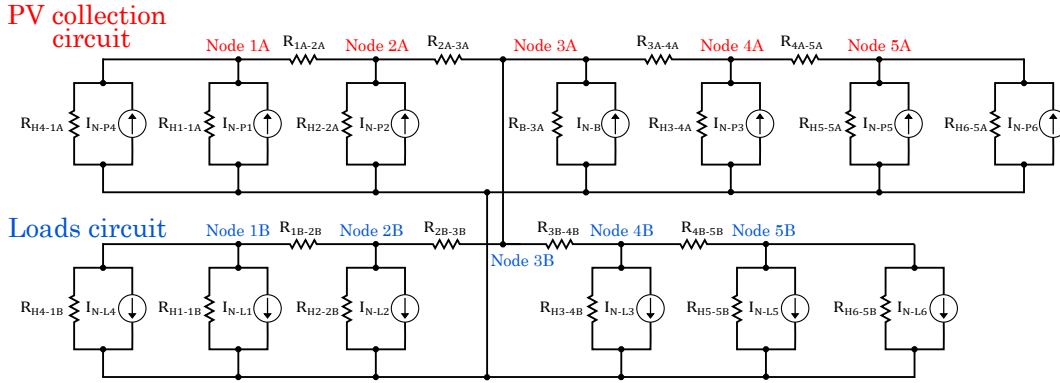 PV collection
circuit
Node 1A
R1A-2A
Node 2A
R2A-3A
Node 3A
R3A-4A
Node 4A
R4A-5A
Node 5A
RH4-1A
IN-P4
RH1-1A
IN-P1
RH2-2A
IN-P2
RB-3A
IN-B
RH3-4A
IN-P3
RH5-5A
IN-P5
RH6-5A
IN-P6
Loads circuit
Node 1B
R1B-2B
Node 2B
R2B-3B
Node 3B
R3B-4B
Node 4B
R4B-5B
Node 5B
RH4-1B
IN-L4
RH1-1B
IN-L1
RH2-2B
IN-L2
RH3-4B
IN-L3
RH5-5B
IN-L5
RH6-5B
IN-L6